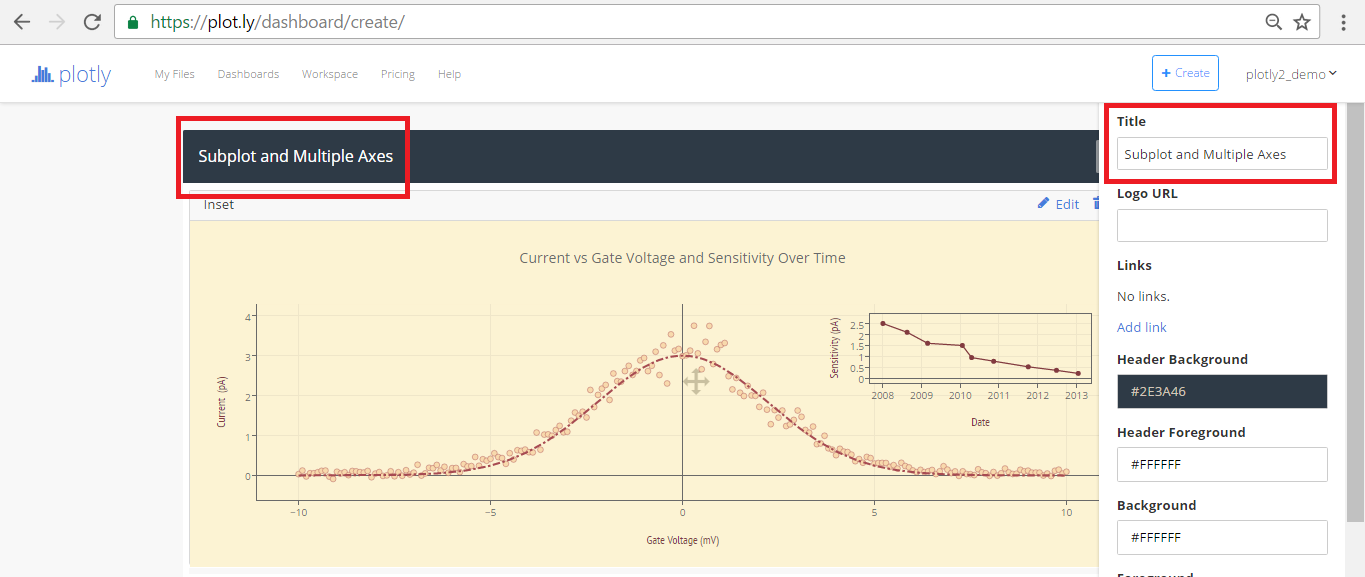 https://plot.ly/dashboard/create/
plotly
My Files
Dashboards
Workspace
Pricing
Help
+ Create
plotly2_demo
Subplot and Multiple Axes
Inset
Edit
Current vs Gate Voltage and Sensitivity Over Time
4
3
2
1
0
Current (pA)
−10
−5
0
5
10
Gate Voltage (mV)
2.5
2
1.5
1
0.5
0
Sensitivity (pA)
2008
2009
2010
2011
2012
2013
Date
Title
Subplot and Multiple Axes
Logo URL
Links
No links.
Add link
Header Background
#2E3A46
Header Foreground
#FFFFFF
Background
#FFFFFF
Foreground